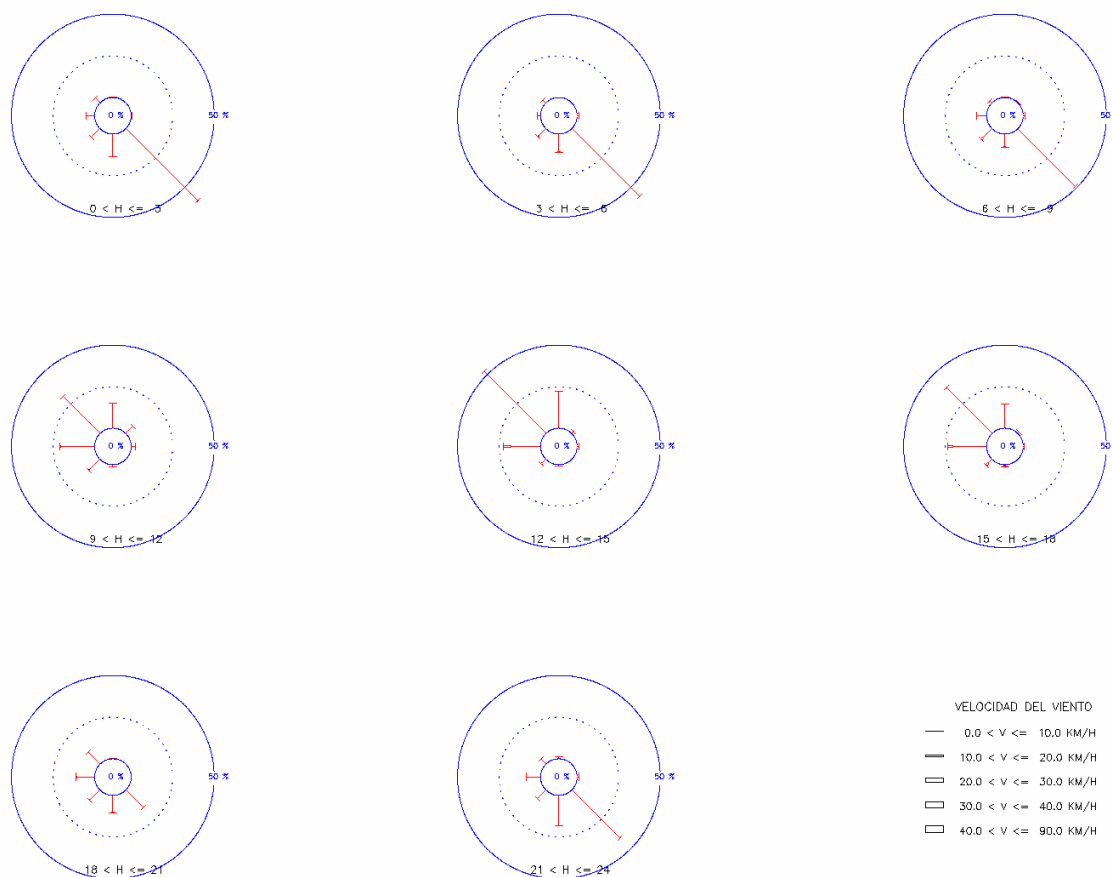 0 % 50 %
0 < H <= 3
0 % 50 %
3 < H <= 6
0 % 50
6 < H <= 9
0 % 50 %
9 < H <= 12
0 % 50 %
12 < H <= 15
0 % 50
15 < H <= 18
0 % 50 %
18 < H <= 21
0 % 50 %
21 < H <= 24
VELOCIDAD DEL VIENTO
0.0 < V <= 10.0 KM/H
10.0 < V <= 20.0 KM/H
20.0 < V <= 30.0 KM/H
30.0 < V <= 40.0 KM/H
40.0 < V <= 90.0 KM/H